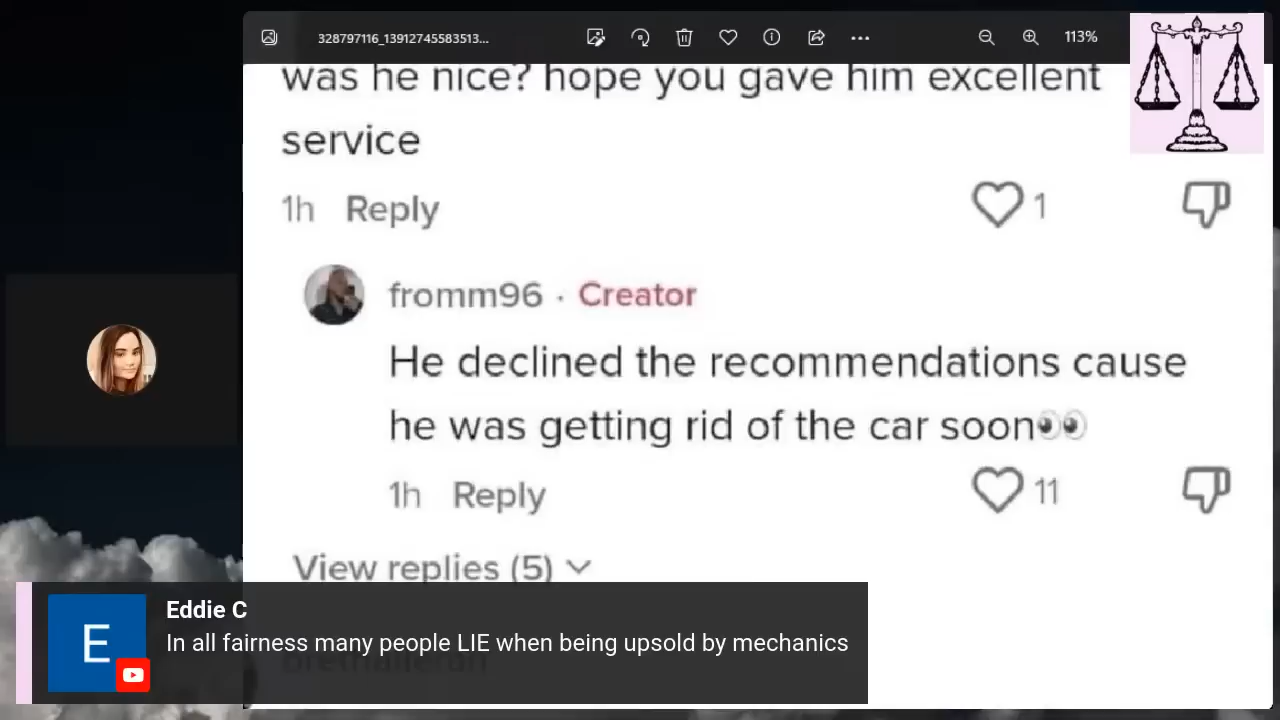 328797116_13912745583513...
113%
was he nice? hope you gave him excellent
service
1h Reply
1
fromm96 · Creator
He declined the recommendations cause
he was getting rid of the car soon👀
1h Reply
11
View replies (5)
E
Eddie C
In all fairness many people LIE when being upsold by mechanics